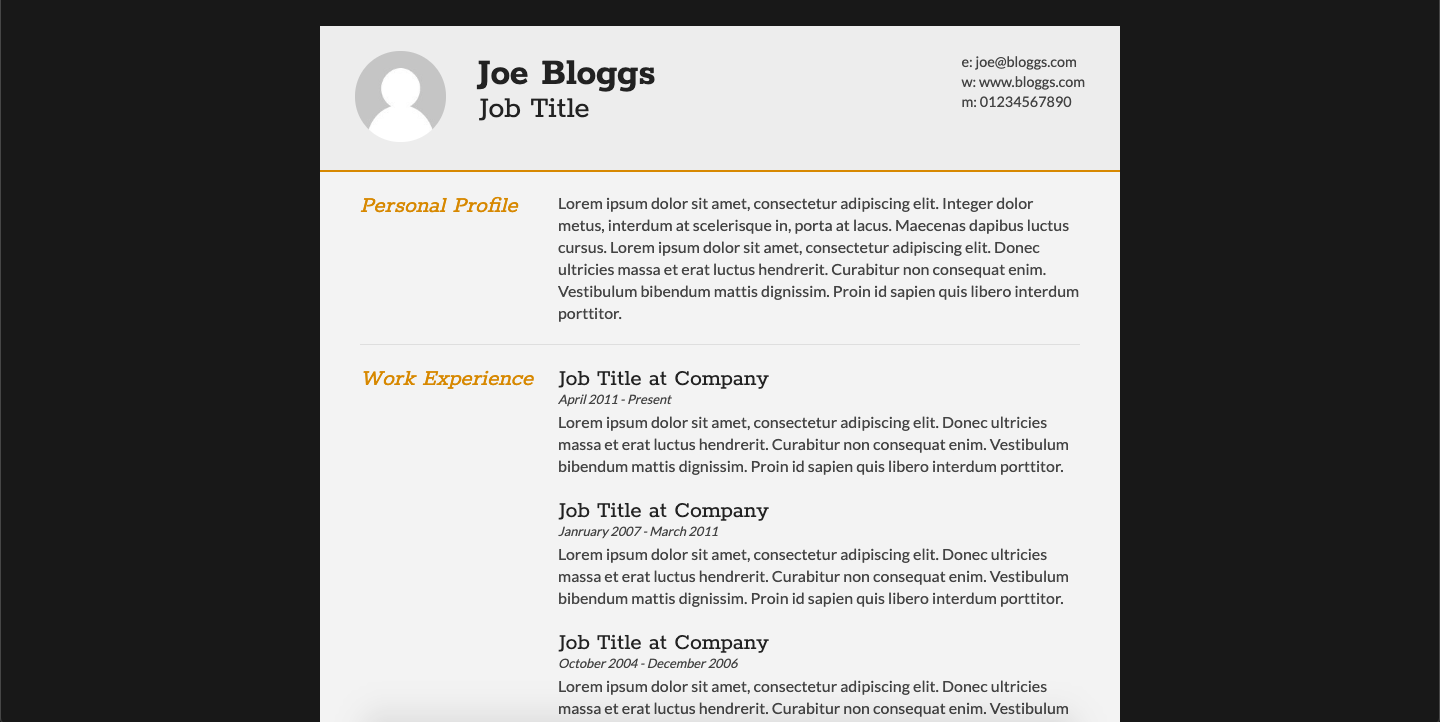 Joe Bloggs
Job Title
e: joe@bloggs.com
w: www.bloggs.com
m: 01234567890
Personal Profile
Lorem ipsum dolor sit amet, consectetur adipiscing elit. Integer dolor
metus, interdum at scelerisque in, porta at lacus. Maecenas dapibus luctus
cursus. Lorem ipsum dolor sit amet, consectetur adipiscing elit. Donec
ultricies massa et erat luctus hendrerit. Curabitur non consequat enim.
Vestibulum bibendum mattis dignissim. Proin id sapien quis libero interdum
porttitor.
Work Experience
Job Title at Company
April 2011 - Present
Lorem ipsum dolor sit amet, consectetur adipiscing elit. Donec ultricies
massa et erat luctus hendrerit. Curabitur non consequat enim. Vestibulum
bibendum mattis dignissim. Proin id sapien quis libero interdum porttitor.
Job Title at Company
Janruary 2007 - March 2011
Lorem ipsum dolor sit amet, consectetur adipiscing elit. Donec ultricies
massa et erat luctus hendrerit. Curabitur non consequat enim. Vestibulum
bibendum mattis dignissim. Proin id sapien quis libero interdum porttitor.
Job Title at Company
October 2004 - December 2006
Lorem ipsum dolor sit amet, consectetur adipiscing elit. Donec ultricies
massa et erat luctus hendrerit. Curabitur non consequat enim. Vestibulum